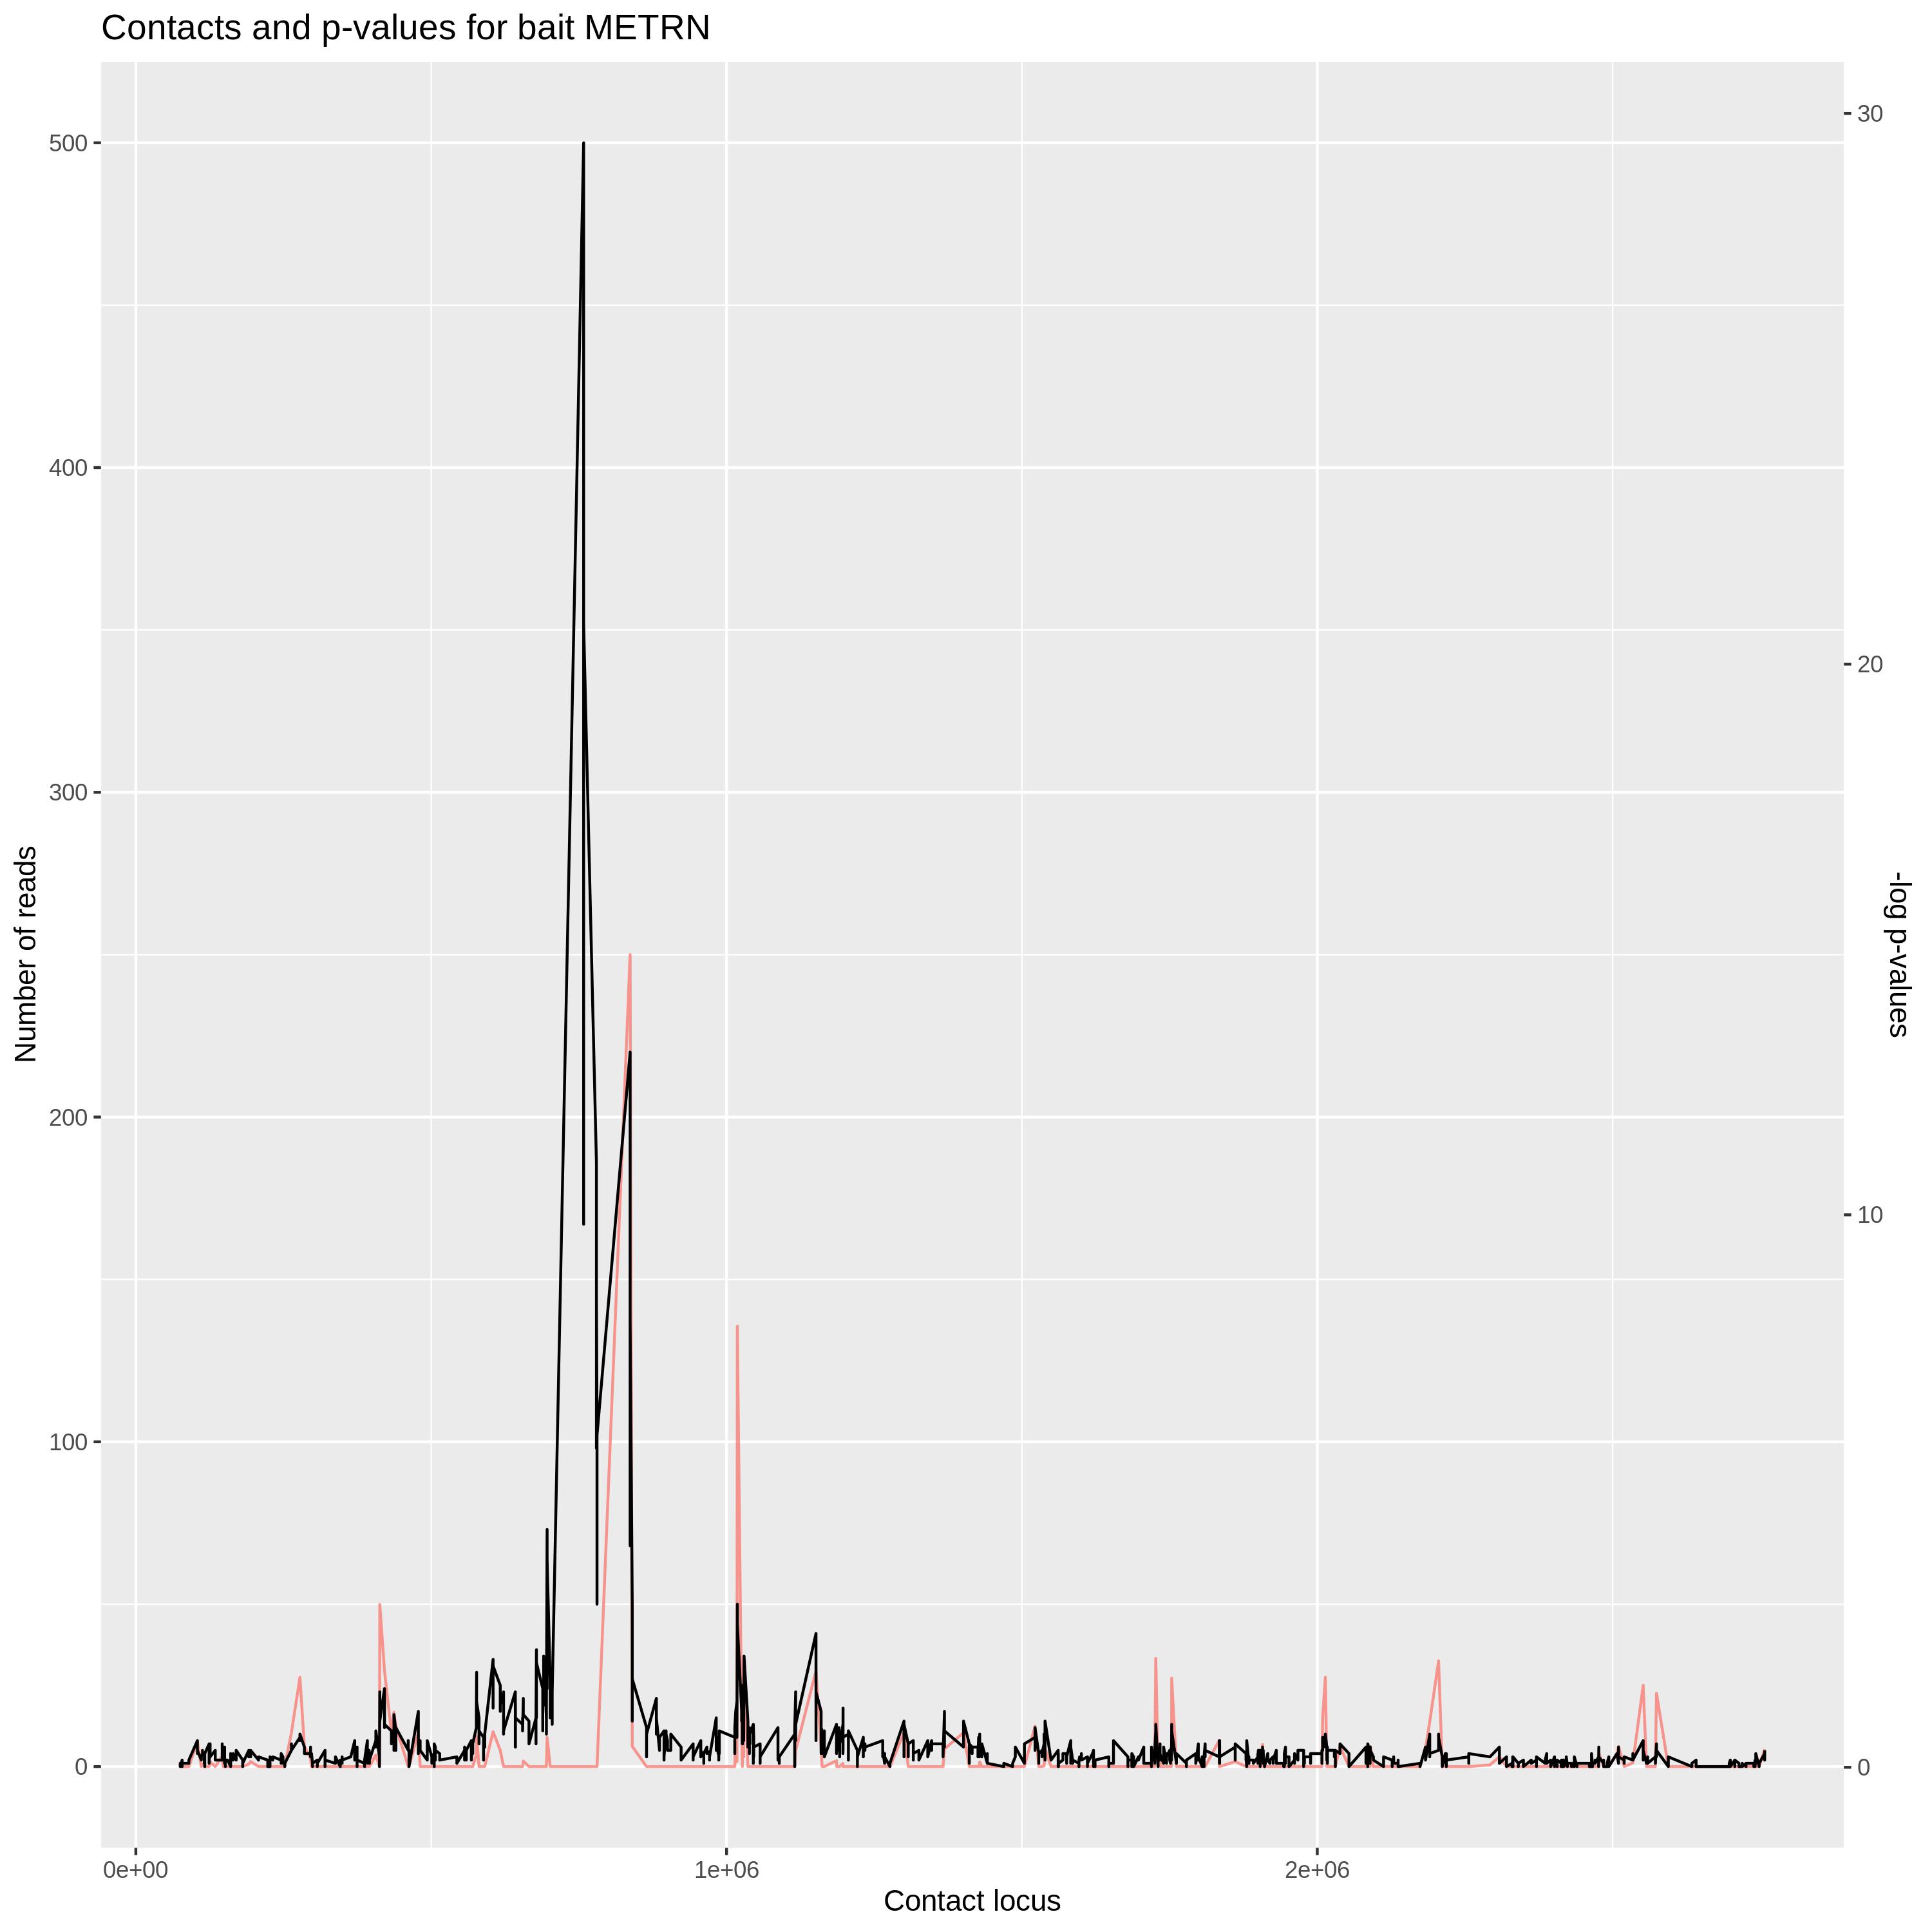 Contacts and p-values for bait METRN
Number of reads
500
400
300
200
100
0
30
20
10
0
-log p-values
0e+00
1e+06
2e+06
Contact locus